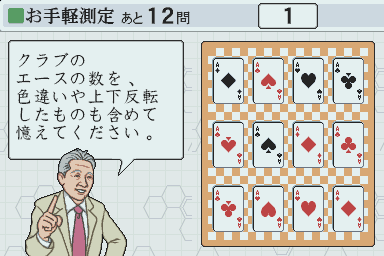 お手軽測定 あと12問
1
クラブの
エースの数を、
色違いや上下反転
したものも含めて
憶えてください。
A A A A
A A A A
A A A A